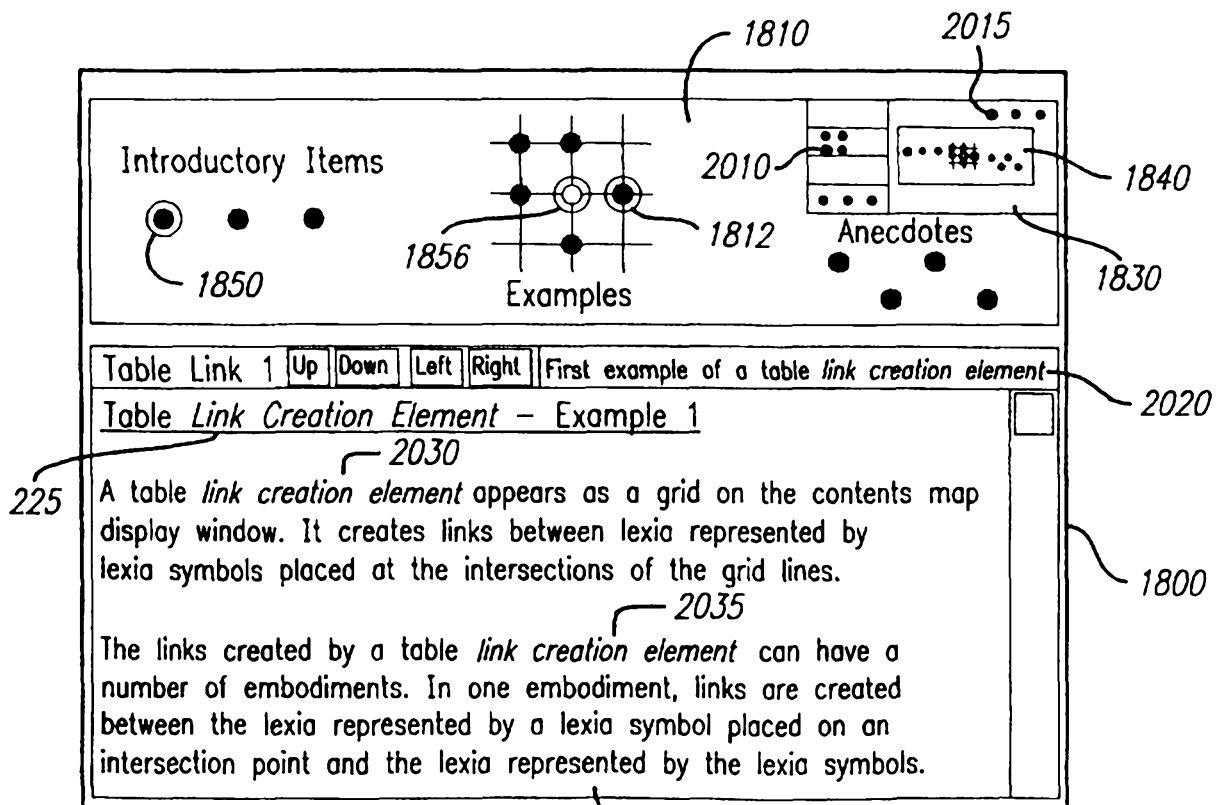 1810
2015
Introductory Items
2010
1840
1856
1812
Anecdotes
1850
Examples
1830
Table Link 1 Up Down Left Right First example of a table link creation element
2020
Table Link Creation Element – Example 1
2030
225
A table link creation element appears as a grid on the contents map
display window. It creates links between lexia represented by
lexia symbols placed at the intersections of the grid lines.
1800
2035
The links created by a table link creation element can have a
number of embodiments. In one embodiment, links are created
between the lexia represented by a lexia symbol placed on an
intersection point and the lexia represented by the lexia symbols.